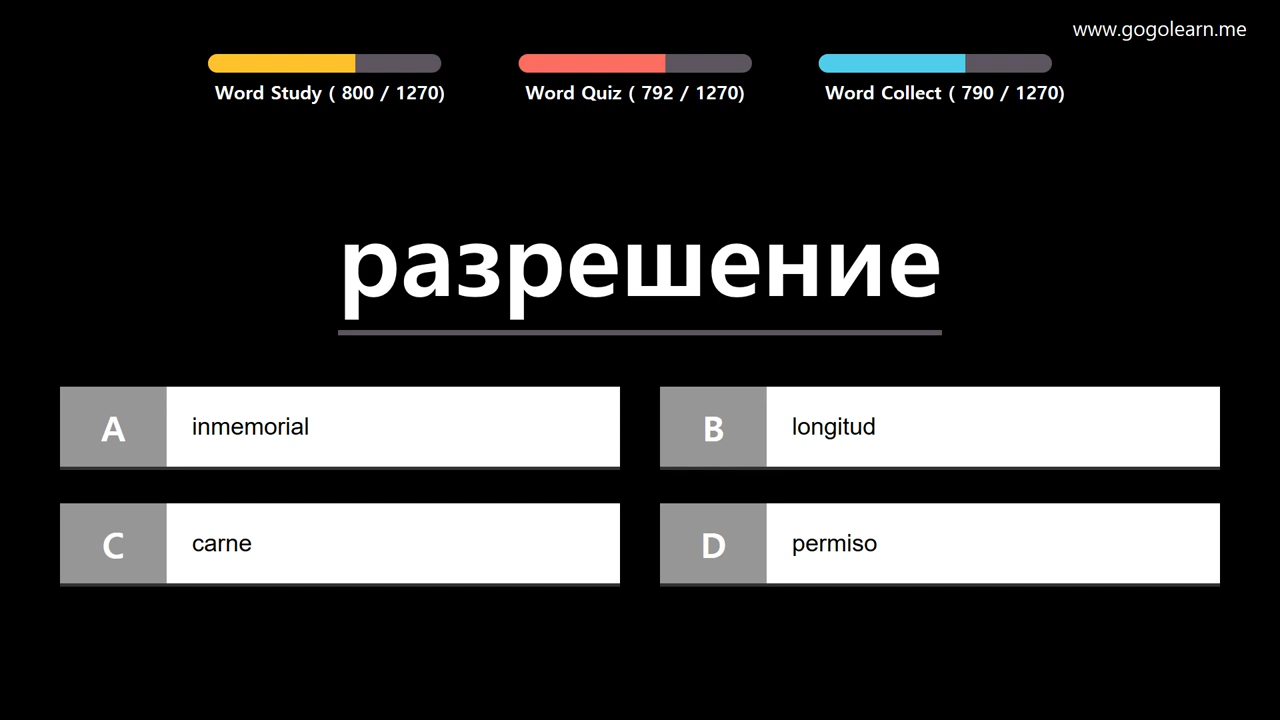 www.gogolearn.me
Word Study ( 800 / 1270)
Word Quiz ( 792 / 1270)
Word Collect ( 790 / 1270)
разрешение
A inmemorial
B longitud
C carne
D permiso